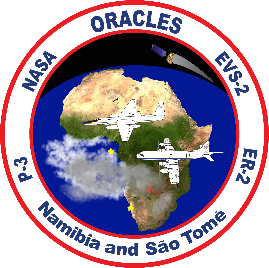 ORACLES
NASA
EVS-2
P-3
ER-2
Namibia and São Tomé